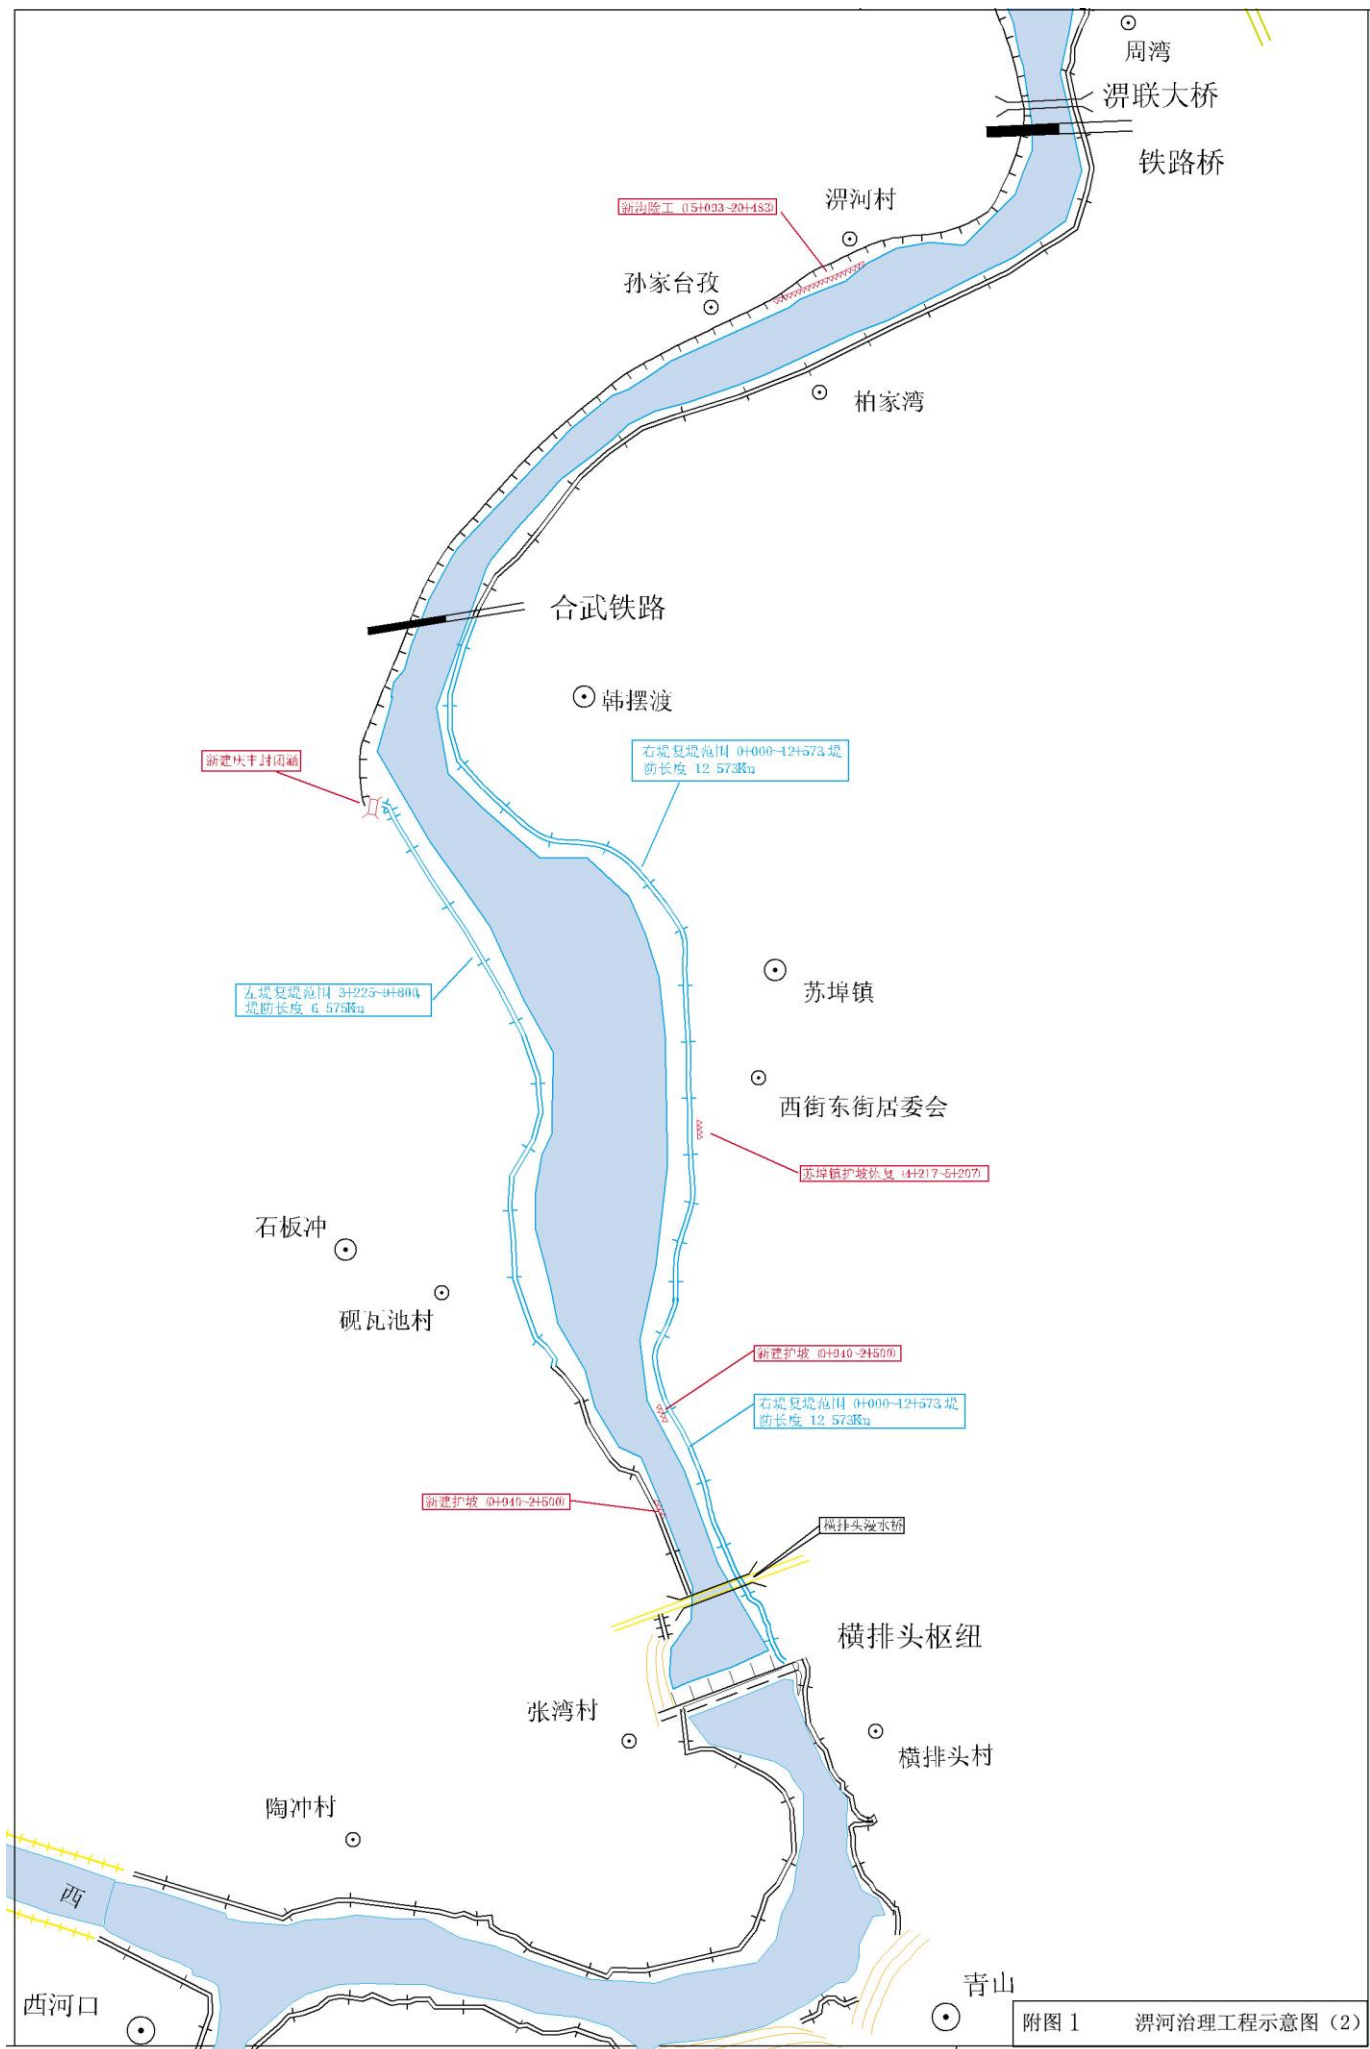 周湾
淠联大桥
铁路桥
淠河村
新沟险工 (15+093~20+483)
孙家台孜
柏家湾
合武铁路
韩摆渡
右堤复堤范围 0+000~12+573,堤
防长度 12.573Km
新建庆丰封闭涵
苏埠镇
左堤复堤范围 3+225~9+800,
堤防长度 6.575Km
西街东街居委会
苏埠镇护坡恢复 (4+217~5+207)
石板冲
砚瓦池村
新建护坡 (0+940~2+500)
右堤复堤范围 0+000~12+573,堤
防长度 12.573Km
新建护坡 (0+940~2+500)
横排头漫水桥
横排头枢纽
张湾村
横排头村
陶冲村
西
西河口
青山
附图1 淠河治理工程示意图（2）